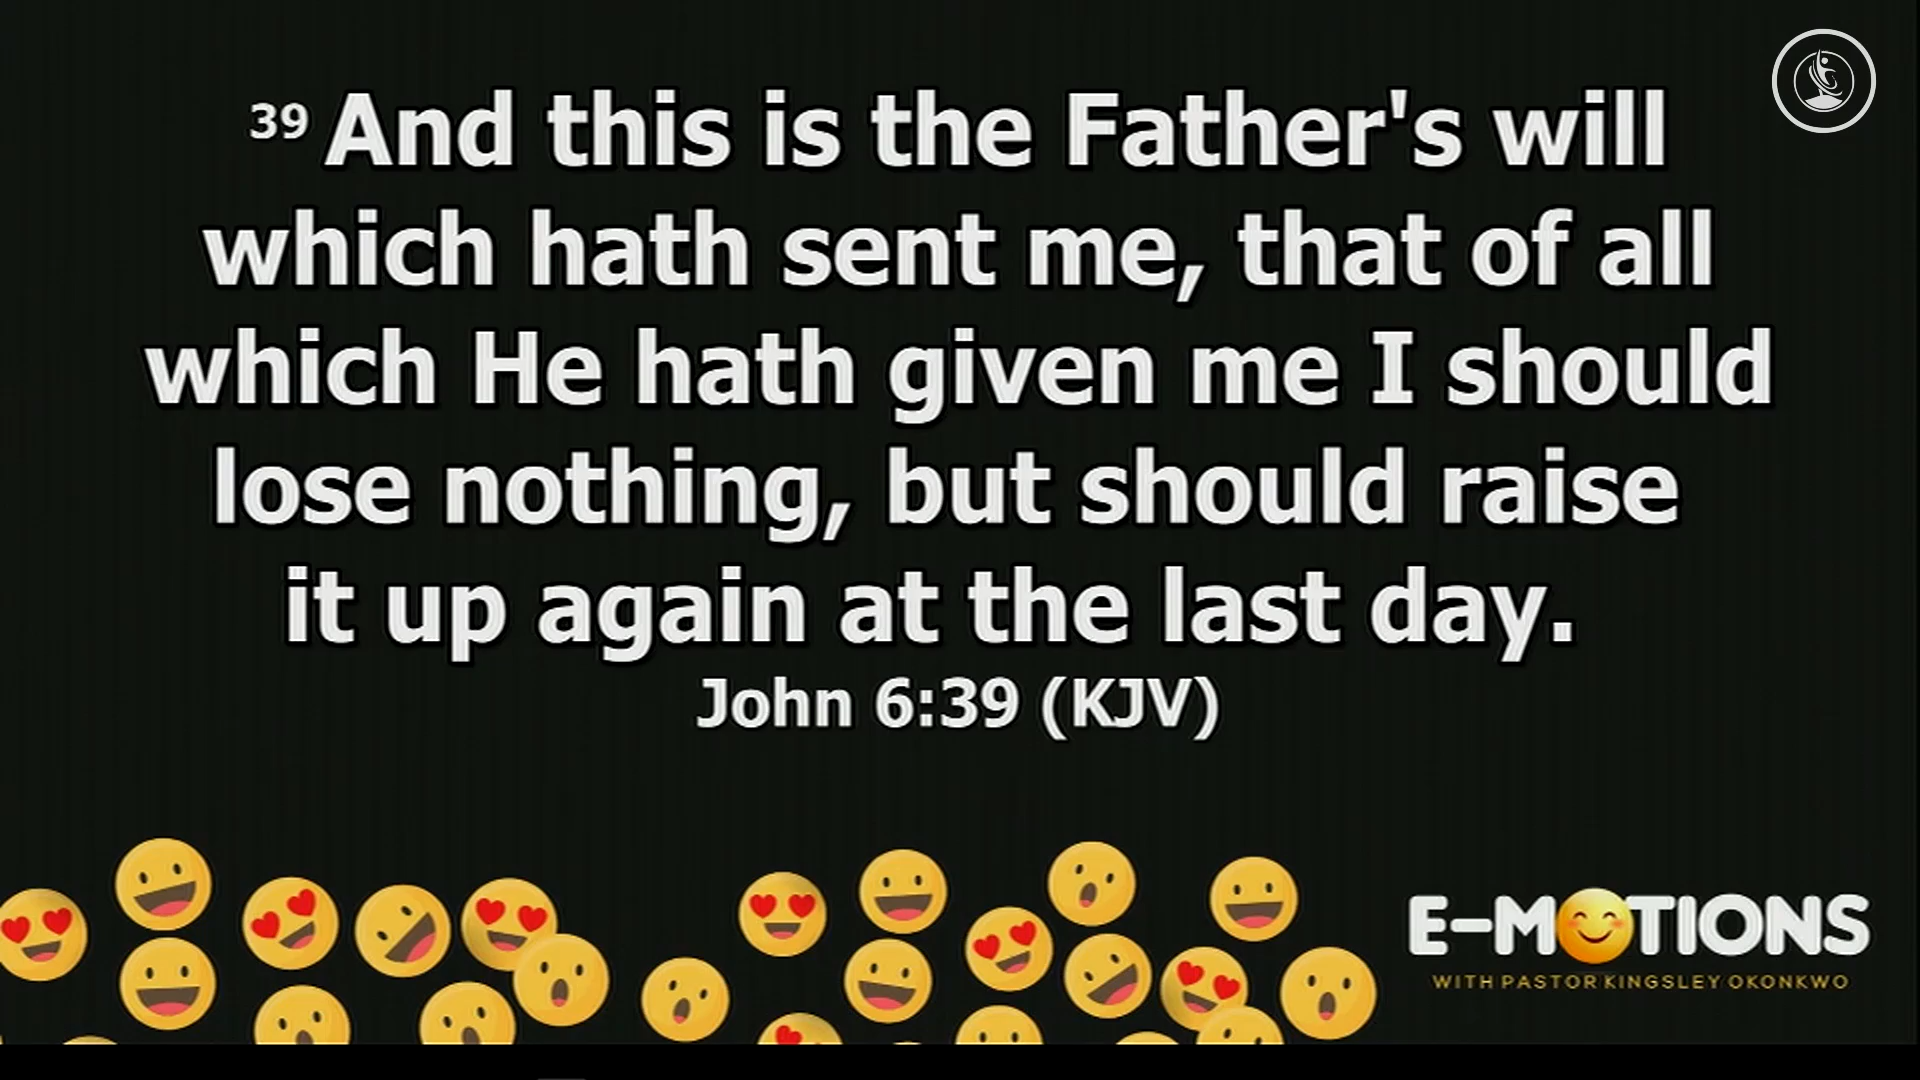 39 And this is the Father's will
which hath sent me, that of all
which He hath given me I should
lose nothing, but should raise
it up again at the last day.
John 6:39 (KJV)
E-MOTIONS
WITH PASTOR KINGSLEY OKONKWO